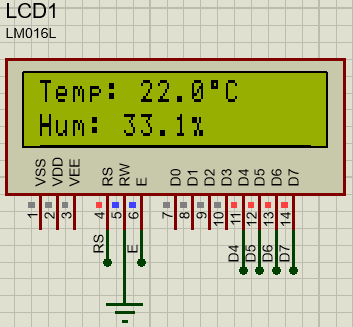 LCD1
LM016L
Temp: 22.0°C
Hum: 33.1%
VSS VDD VEE RS RW E D0 D1 D2 D3 D4 D5 D6 D7
1 2 3 4 5 6 7 8 9 10 11 12 13 14
RS E D4 D5 D6 D7